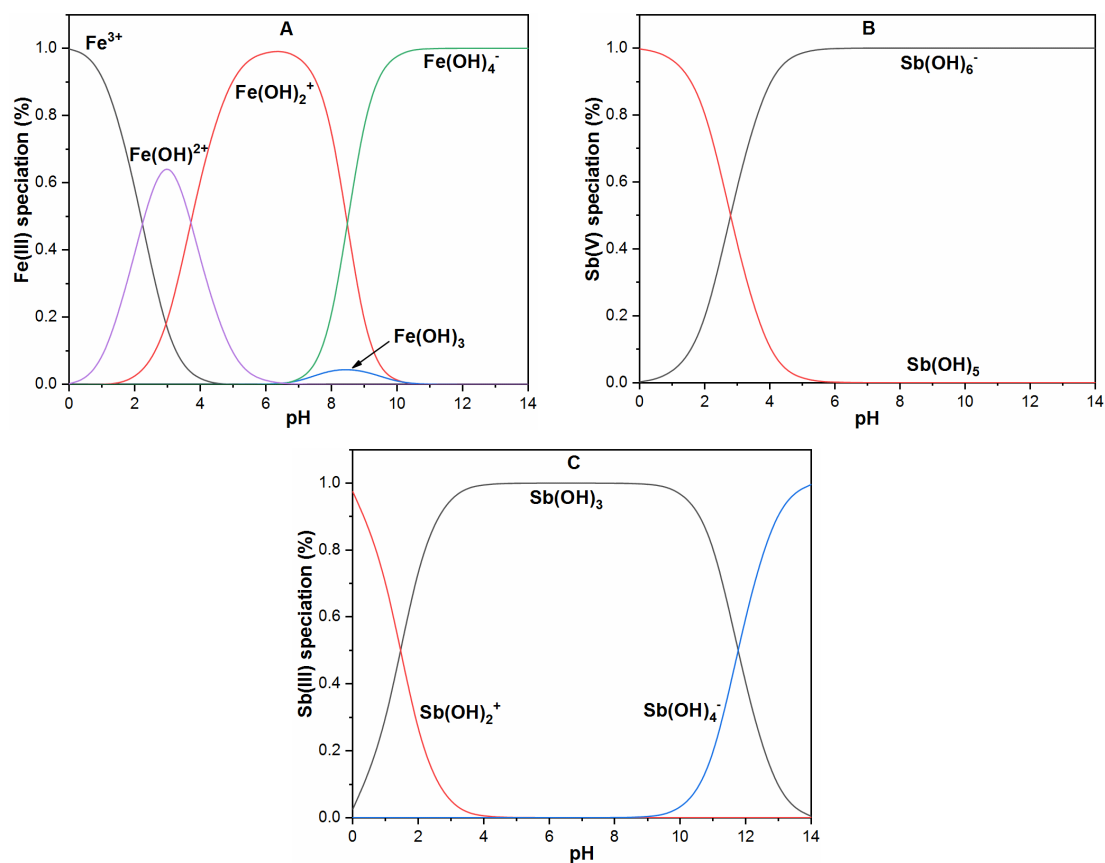 A
Fe³⁺
Fe(OH)²⁺
Fe(OH)₂⁺
Fe(OH)₄⁻
Fe(OH)₃
Fe(III) speciation (%)
1.0
0.8
0.6
0.4
0.2
0.0
0 2 4 6 8 10 12 14
pH
B
Sb(OH)₆⁻
Sb(OH)₅
Sb(V) speciation (%)
1.0
0.8
0.6
0.4
0.2
0.0
0 2 4 6 8 10 12 14
pH
C
Sb(OH)₃
Sb(OH)₂⁺
Sb(OH)₄⁻
Sb(III) speciation (%)
1.0
0.8
0.6
0.4
0.2
0.0
0 2 4 6 8 10 12 14
pH